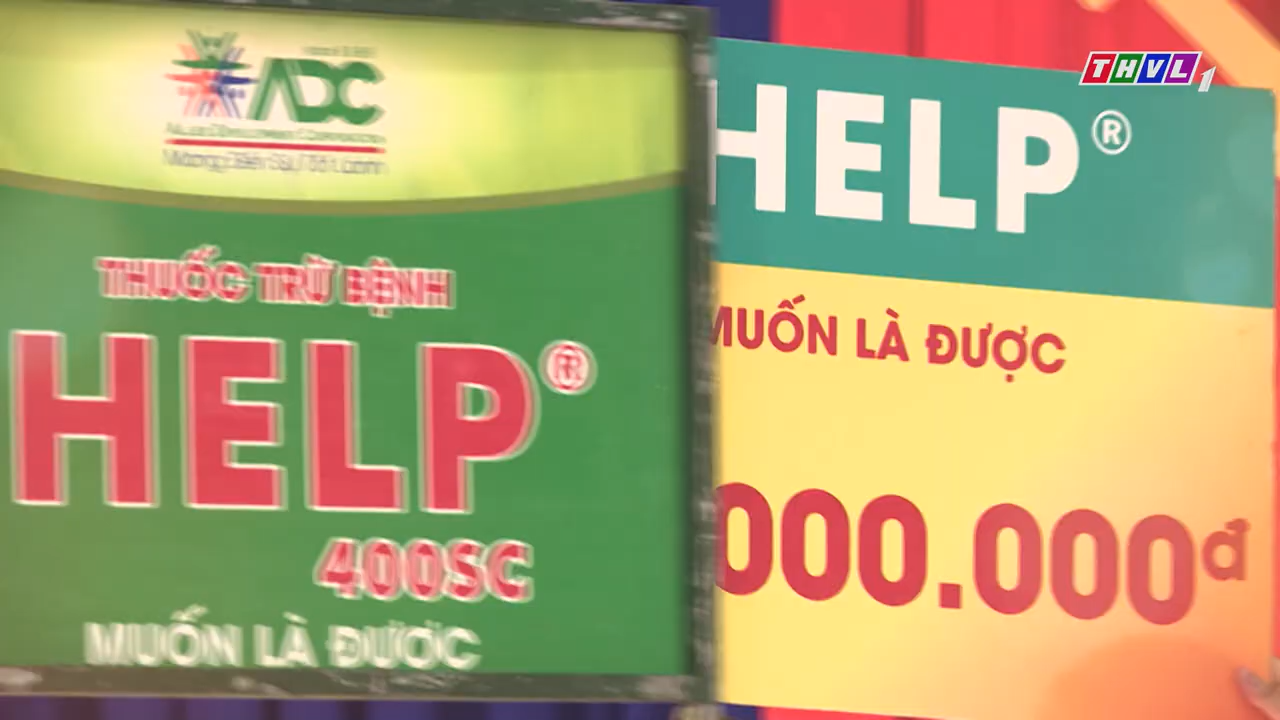 THVL1
ADC
THUỐC TRỪ BỆNH
HELP®
400SC
MUỐN LÀ ĐƯỢC
HELP®
MUỐN LÀ ĐƯỢC
000.000đ